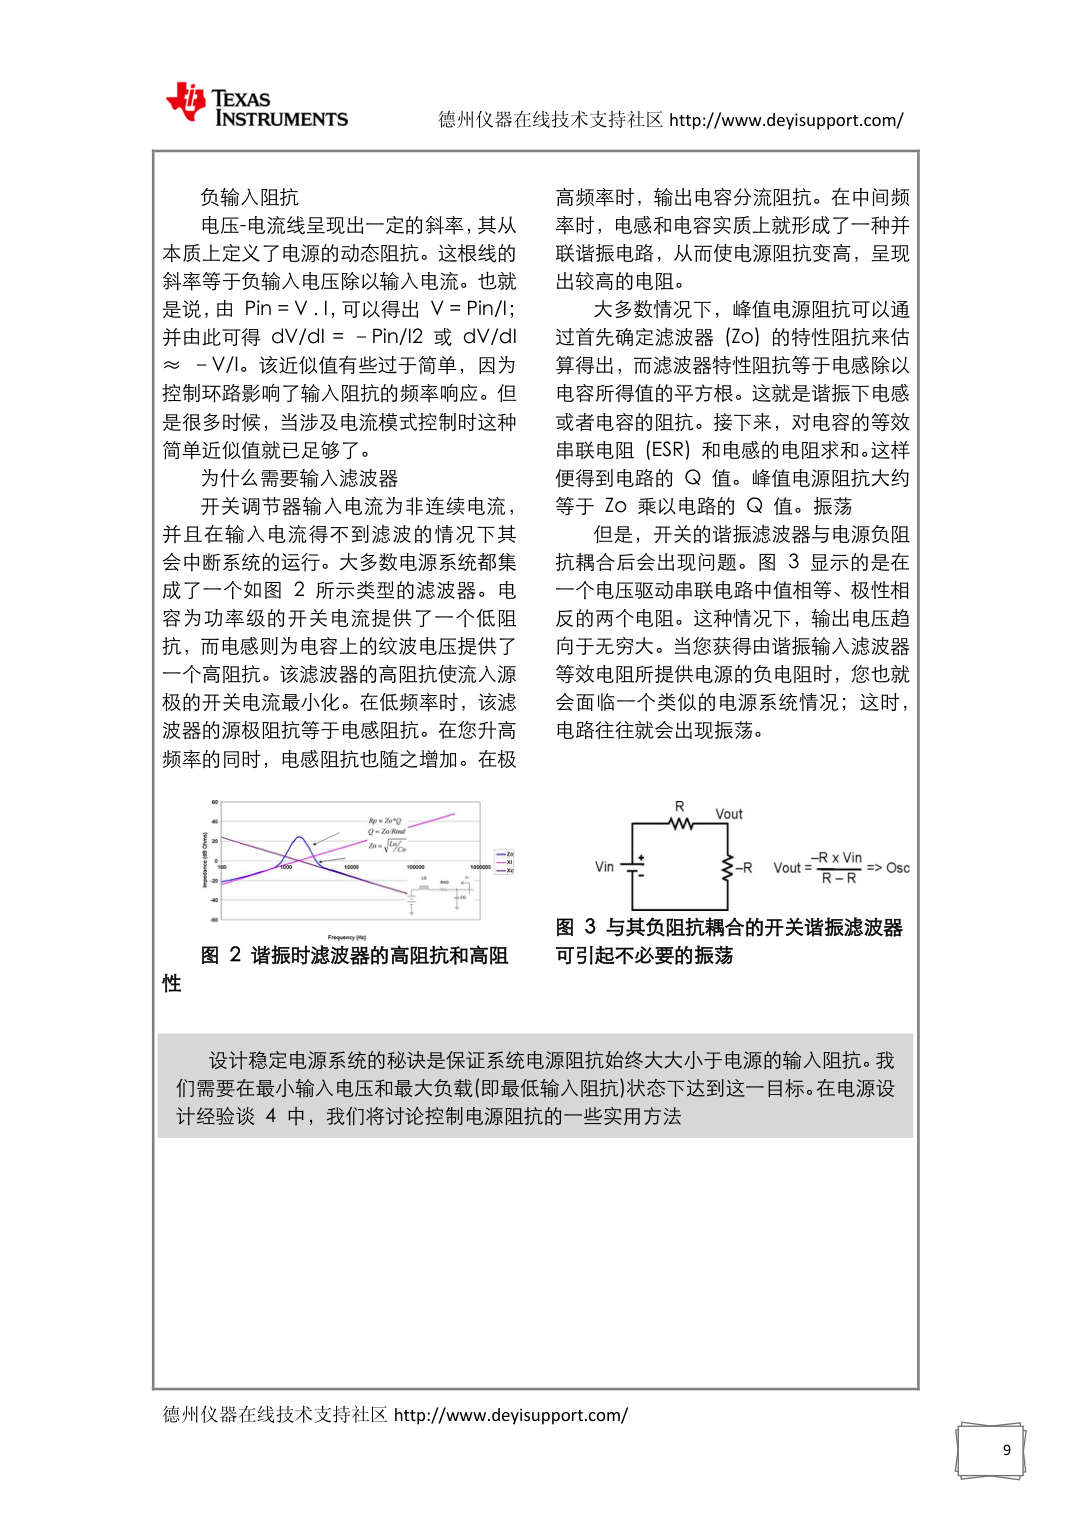 TEXAS
INSTRUMENTS
德州仪器在线技术支持社区 http://www.deyisupport.com/
负输入阻抗
电压-电流线呈现出一定的斜率，其从
本质上定义了电源的动态阻抗。这根线的
斜率等于负输入电压除以输入电流。也就
是说，由 Pin = V . I，可以得出 V = Pin/I；
并由此可得 dV/dI = – Pin/I2 或 dV/dI
≈ – V/I。该近似值有些过于简单，因为
控制环路影响了输入阻抗的频率响应。但
是很多时候，当涉及电流模式控制时这种
简单近似值就已足够了。
为什么需要输入滤波器
开关调节器输入电流为非连续电流，
并且在输入电流得不到滤波的情况下其
会中断系统的运行。大多数电源系统都集
成了一个如图 2 所示类型的滤波器。电
容为功率级的开关电流提供了一个低阻
抗，而电感则为电容上的纹波电压提供了
一个高阻抗。该滤波器的高阻抗使流入源
极的开关电流最小化。在低频率时，该滤
波器的源极阻抗等于电感阻抗。在您升高
频率的同时，电感阻抗也随之增加。在极
高频率时，输出电容分流阻抗。在中间频
率时，电感和电容实质上就形成了一种并
联谐振电路，从而使电源阻抗变高，呈现
出较高的电阻。
大多数情况下，峰值电源阻抗可以通
过首先确定滤波器 (Zo) 的特性阻抗来估
算得出，而滤波器特性阻抗等于电感除以
电容所得值的平方根。这就是谐振下电感
或者电容的阻抗。接下来，对电容的等效
串联电阻 (ESR) 和电感的电阻求和。这样
便得到电路的 Q 值。峰值电源阻抗大约
等于 Zo 乘以电路的 Q 值。振荡
但是，开关的谐振滤波器与电源负阻
抗耦合后会出现问题。图 3 显示的是在
一个电压驱动串联电路中值相等、极性相
反的两个电阻。这种情况下，输出电压趋
向于无穷大。当您获得由谐振输入滤波器
等效电阻所提供电源的负电阻时，您也就
会面临一个类似的电源系统情况；这时，
电路往往就会出现振荡。
60
40
20
0
-20
-40
-60
Impedance (dB Ohms)
100 1000 10000 100000 1000000
Rp ≈ Zo*Q
Q = Zo/Rind
Zo = √Lo/Co
Zo
Xl
Xc
Frequency (Hz)
图 2 谐振时滤波器的高阻抗和高阻
性
R
Vout
Vin
+
–R
Vout = –R x Vin / R – R => Osc
图 3 与其负阻抗耦合的开关谐振滤波器
可引起不必要的振荡
设计稳定电源系统的秘诀是保证系统电源阻抗始终大大小于电源的输入阻抗。我
们需要在最小输入电压和最大负载(即最低输入阻抗)状态下达到这一目标。在电源设
计经验谈 4 中，我们将讨论控制电源阻抗的一些实用方法
德州仪器在线技术支持社区 http://www.deyisupport.com/
9